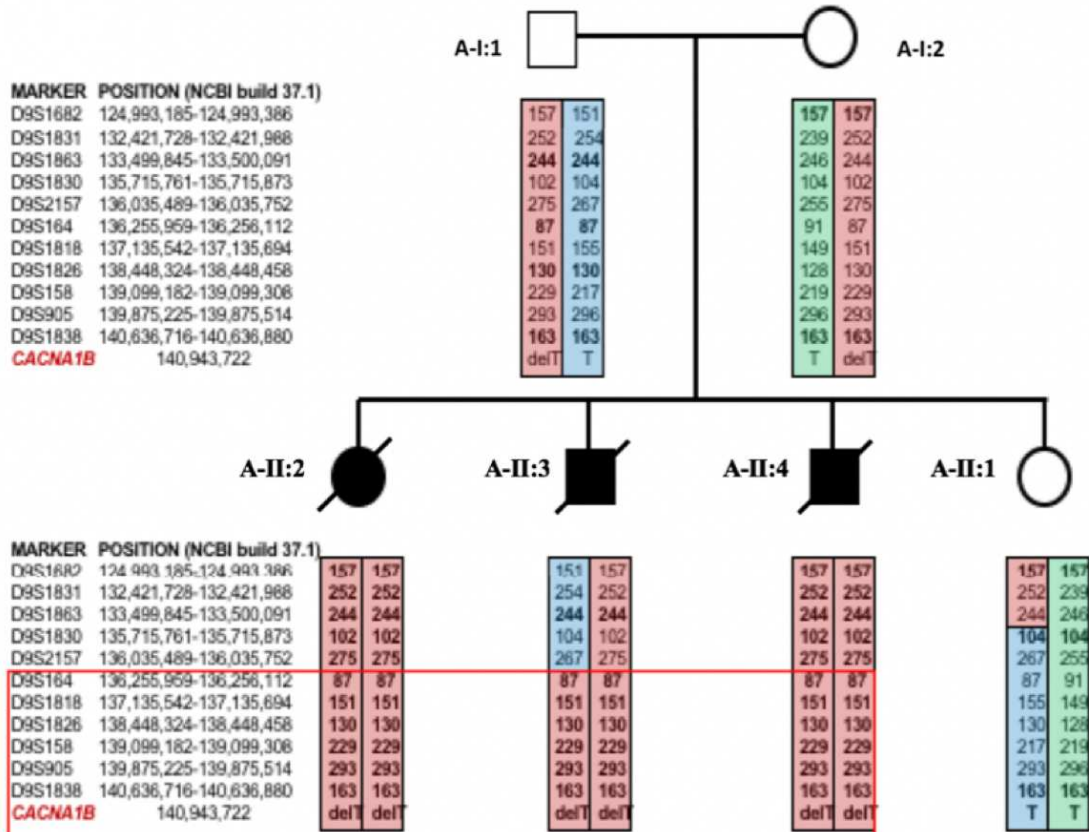 A-I:1 A-I:2
MARKER POSITION (NCBI build 37.1)
D9S1682 124,993,185-124,993,386 157 151 157 157
D9S1831 132,421,728-132,421,988 252 254 239 252
D9S1863 133,499,845-133,500,091 244 244 246 244
D9S1830 135,715,761-135,715,873 102 104 104 102
D9S2157 136,035,489-136,035,752 275 267 255 275
D9S164 136,255,959-136,256,112 87 87 91 87
D9S1818 137,135,542-137,135,694 151 155 149 151
D9S1826 138,448,324-138,448,458 130 130 128 130
D9S158 139,099,182-139,099,308 229 217 219 229
D9S905 139,875,225-139,875,514 293 296 296 293
D9S1838 140,636,716-140,636,880 163 163 163 163
CACNA1B 140,943,722 delT T T delT
A-II:2 A-II:3 A-II:4 A-II:1
MARKER POSITION (NCBI build 37.1)
D9S1682 124,993,185-124,993,386 157 157 151 157 157 157 157 157
D9S1831 132,421,728-132,421,988 252 252 254 252 252 252 252 239
D9S1863 133,499,845-133,500,091 244 244 244 244 244 244 244 246
D9S1830 135,715,761-135,715,873 102 102 104 102 102 102 104 104
D9S2157 136,035,489-136,035,752 275 275 267 275 275 275 267 255
D9S164 136,255,959-136,256,112 87 87 87 87 87 87 87 91
D9S1818 137,135,542-137,135,694 151 151 151 151 151 151 155 149
D9S1826 138,448,324-138,448,458 130 130 130 130 130 130 130 128
D9S158 139,099,182-139,099,308 229 229 229 229 229 229 217 219
D9S905 139,875,225-139,875,514 293 293 293 293 293 293 293 296
D9S1838 140,636,716-140,636,880 163 163 163 163 163 163 163 163
CACNA1B 140,943,722 delT delT delT delT delT delT T T